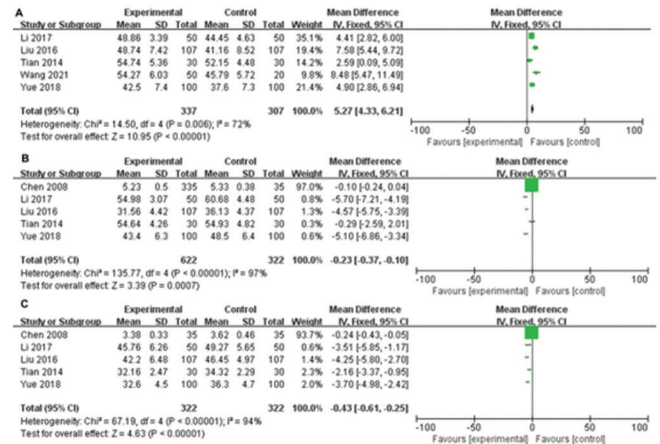 A
Experimental Control Mean Difference Mean Difference
Study or Subgroup Mean SD Total Mean SD Total Weight IV, Fixed, 95% CI IV, Fixed, 95% CI
Li 2017 48.86 3.39 50 44.45 4.63 50 35.1% 4.41 [2.82, 6.00]
Liu 2016 48.74 7.42 107 41.16 8.52 107 19.4% 7.58 [5.44, 9.72]
Tian 2014 54.74 5.36 30 52.15 4.48 30 14.2% 2.59 [0.09, 5.09]
Wang 2021 54.27 6.03 50 45.79 5.72 20 9.8% 8.48 [5.47, 11.49]
Yue 2018 42.5 7.4 100 37.6 7.3 100 21.5% 4.90 [2.86, 6.94]
Total (95% CI) 337 307 100.0% 5.27 [4.33, 6.21]
Heterogeneity: Chi² = 14.50, df = 4 (P = 0.006); I² = 72%
Test for overall effect: Z = 10.95 (P < 0.00001)
-100 -50 0 50 100
Favours [experimental] Favours [control]
B
Experimental Control Mean Difference Mean Difference
Study or Subgroup Mean SD Total Mean SD Total Weight IV, Fixed, 95% CI IV, Fixed, 95% CI
Chen 2008 5.23 0.5 335 5.33 0.38 35 97.0% -0.10 [-0.24, 0.04]
Li 2017 54.98 3.07 50 60.68 4.48 50 0.8% -5.70 [-7.21, -4.19]
Liu 2016 31.56 4.42 107 36.13 4.37 107 1.3% -4.57 [-5.75, -3.39]
Tian 2014 54.64 4.26 30 54.93 4.82 30 0.3% -0.29 [-2.59, 2.01]
Yue 2018 43.4 6.3 100 48.5 6.4 100 0.6% -5.10 [-6.86, -3.34]
Total (95% CI) 622 322 100.0% -0.23 [-0.37, -0.10]
Heterogeneity: Chi² = 135.77, df = 4 (P < 0.00001); I² = 97%
Test for overall effect: Z = 3.39 (P = 0.0007)
-100 -50 0 50 100
Favours [experimental] Favours [control]
C
Experimental Control Mean Difference Mean Difference
Study or Subgroup Mean SD Total Mean SD Total Weight IV, Fixed, 95% CI IV, Fixed, 95% CI
Chen 2008 3.38 0.33 35 3.62 0.46 35 93.7% -0.24 [-0.43, -0.05]
Li 2017 45.76 6.26 50 49.27 5.65 50 0.6% -3.51 [-5.85, -1.17]
Liu 2016 42.2 6.48 107 46.45 4.97 107 1.4% -4.25 [-5.80, -2.70]
Tian 2014 32.16 2.47 30 34.32 2.29 30 2.3% -2.16 [-3.37, -0.95]
Yue 2018 32.6 4.5 100 36.3 4.7 100 2.0% -3.70 [-4.98, -2.42]
Total (95% CI) 322 322 100.0% -0.43 [-0.61, -0.25]
Heterogeneity: Chi² = 67.19, df = 4 (P < 0.00001); I² = 94%
Test for overall effect: Z = 4.63 (P < 0.00001)
-100 -50 0 50 100
Favours [experimental] Favours [control]